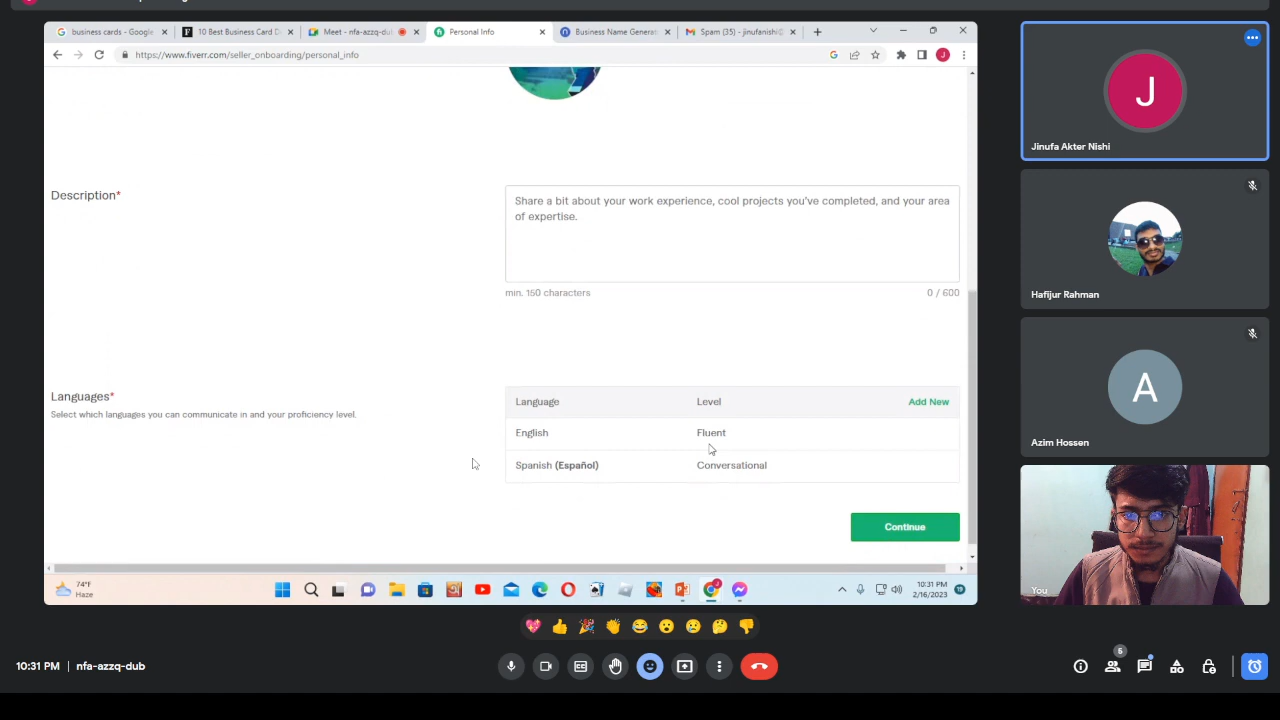 business cards - Google
10 Best Business Card D
Meet - nfa-azzq-dub
Personal Info
Business Name Generat
Spam (35) - jinufanishi@
https://www.fiverr.com/seller_onboarding/personal_info
J
J
Jinufa Akter Nishi
Description*
Share a bit about your work experience, cool projects you've completed, and your area
of expertise.
min. 150 characters
0 / 600
Hafijur Rahman
Languages*
Select which languages you can communicate in and your proficiency level.
Language
Level
Add New
English
Fluent
Spanish (Español)
Conversational
A
Azim Hossen
Continue
You
74°F
Haze
10:31 PM
2/16/2023
19
10:31 PM | nfa-azzq-dub
6